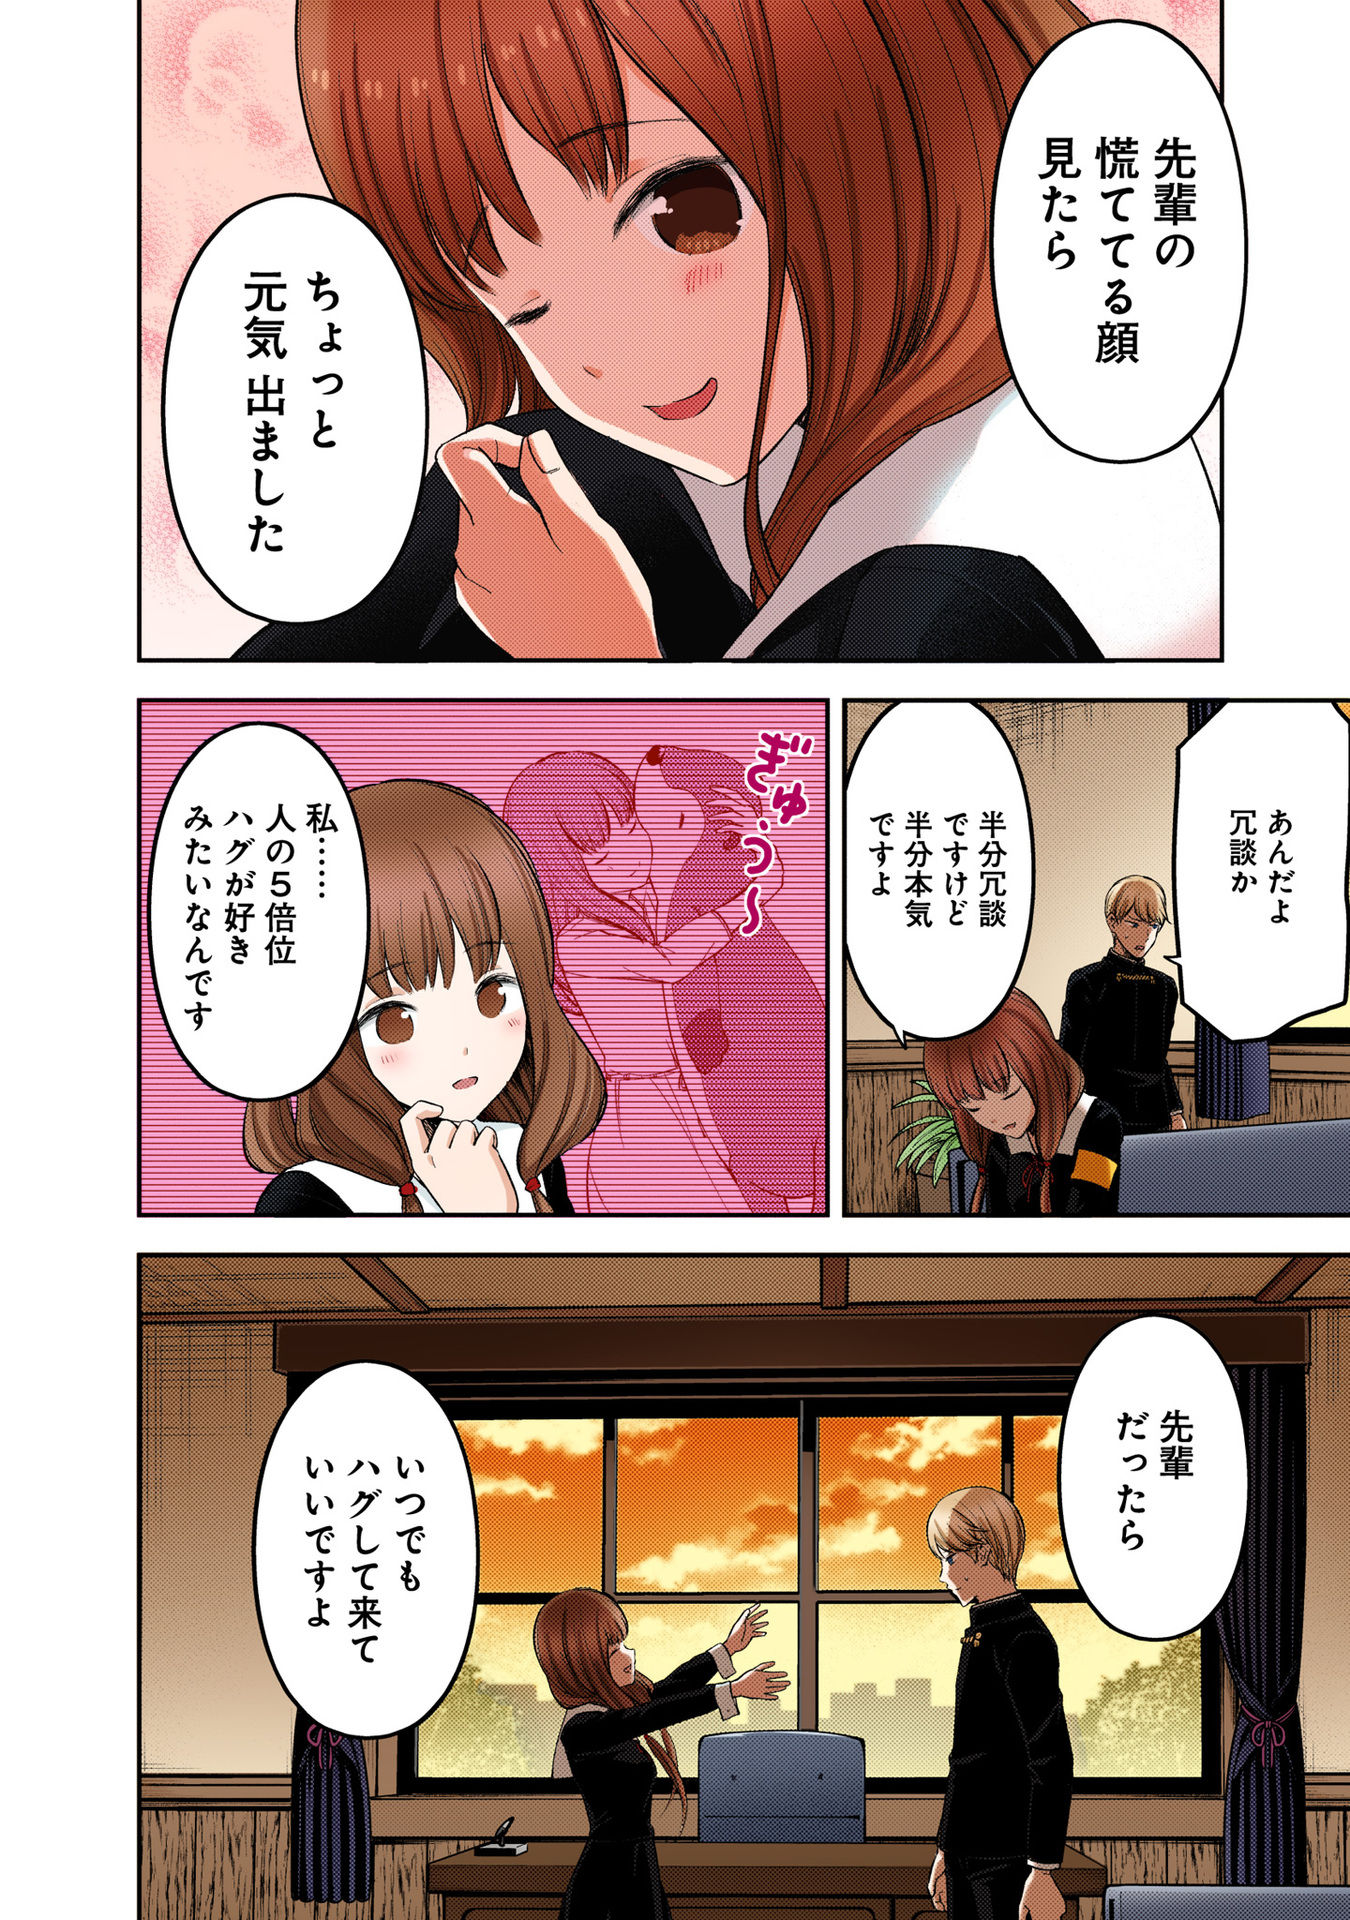 先輩の
慌ててる顔
見たら
ちょっと
元気 出ました
あんだよ
冗談か
半分冗談
ですけど
半分本気
ですよ
ぎゅぅ〜
私……
人の5倍位
ハグが好き
みたいなんです
先輩
だったら
いつでも
ハグして来て
いいですよ